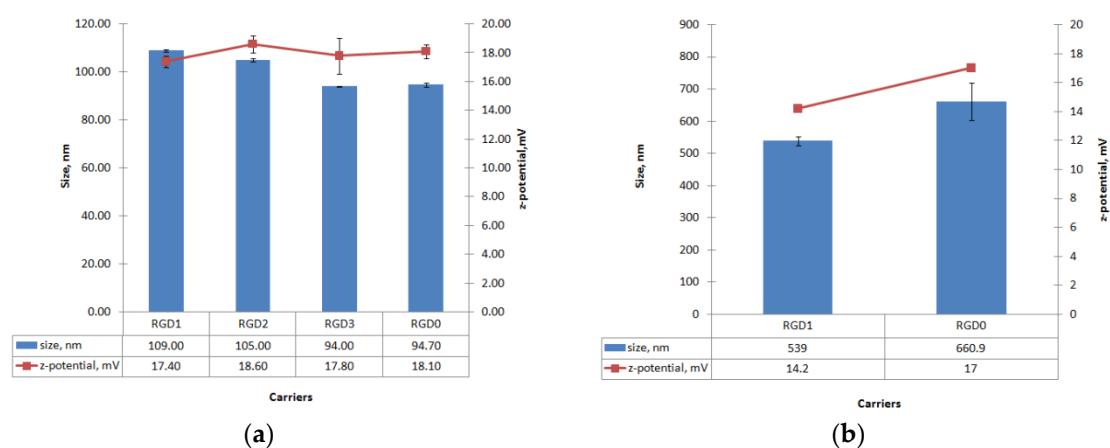 120.00
100.00
80.00
60.00
40.00
20.00
0.00
Size, nm
20.00
18.00
16.00
14.00
12.00
10.00
8.00
6.00
4.00
2.00
0.00
z-potential,mV
RGD1 RGD2 RGD3 RGD0
size, nm 109.00 105.00 94.00 94.70
z-potential, mV 17.40 18.60 17.80 18.10
Carriers
(a)
900
800
700
600
500
400
300
200
100
0
Size, nm
20
18
16
14
12
10
8
6
4
2
0
z-potential, mV
RGD1 RGD0
size, nm 539 660.9
z-potential, mV 14.2 17
Carriers
(b)